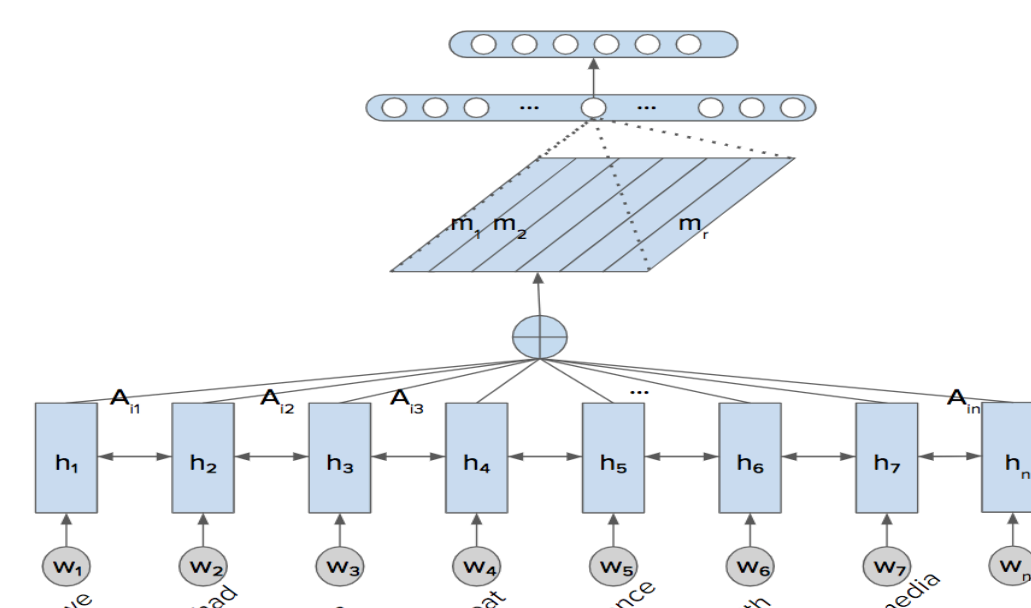 ... ...
m₁ m₂ mᵣ
Aᵢ₁ Aᵢ₂ Aᵢ₃ ... Aᵢₙ
h₁ h₂ h₃ h₄ h₅ h₆ h₇ hₙ
w₁ w₂ w₃ w₄ w₅ w₆ w₇ wₙ